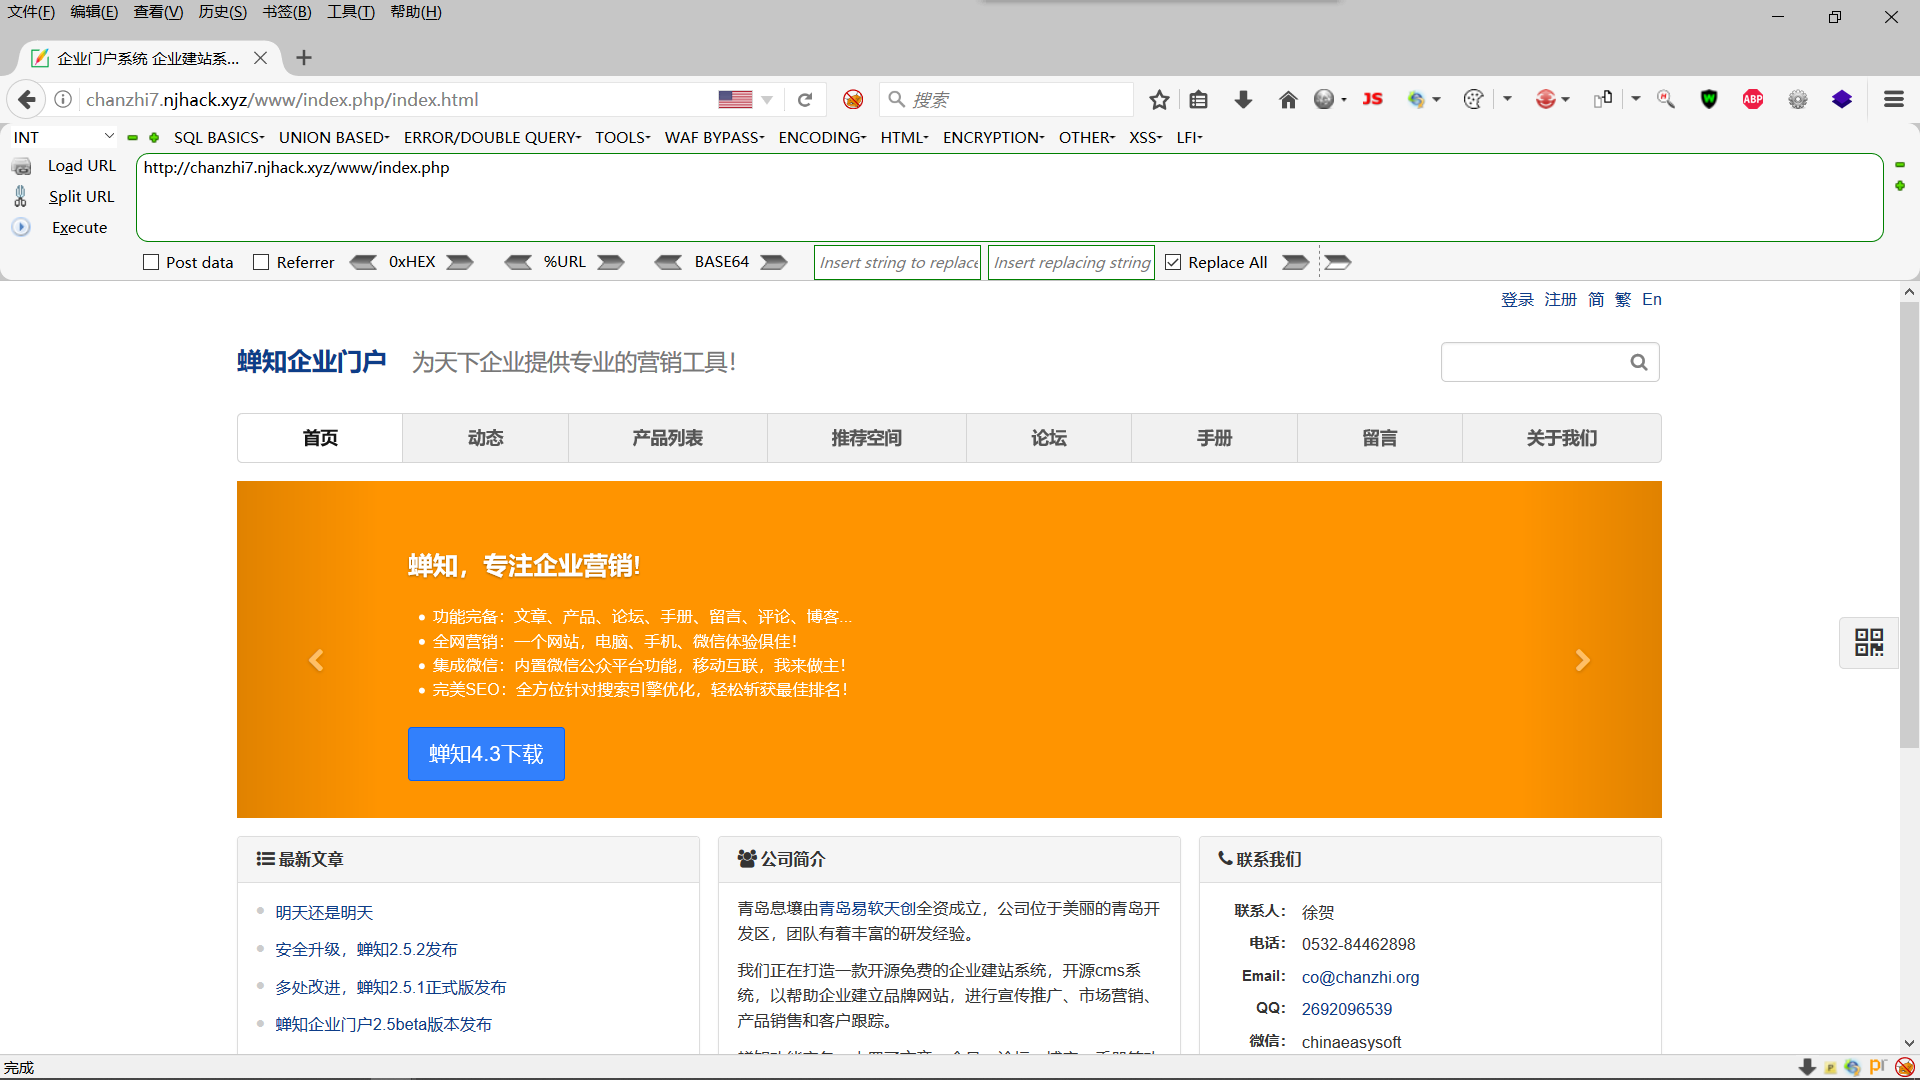 文件(F) 编辑(E) 查看(V) 历史(S) 书签(B) 工具(T) 帮助(H)
企业门户系统 企业建站系...
chanzhi7.njhack.xyz/www/index.php/index.html
搜索
JS
ABP
INT
SQL BASICS UNION BASED ERROR/DOUBLE QUERY TOOLS WAF BYPASS ENCODING HTML ENCRYPTION OTHER XSS LFI
Load URL
http://chanzhi7.njhack.xyz/www/index.php
Split URL
Execute
Post data Referrer 0xHEX %URL BASE64 Insert string to replace Insert replacing string Replace All
登录 注册 简 繁 En
蝉知企业门户 为天下企业提供专业的营销工具！
首页 动态 产品列表 推荐空间 论坛 手册 留言 关于我们
蝉知，专注企业营销!
功能完备：文章、产品、论坛、手册、留言、评论、博客...
全网营销：一个网站，电脑、手机、微信体验俱佳！
集成微信：内置微信公众平台功能，移动互联，我来做主！
完美SEO：全方位针对搜索引擎优化，轻松斩获最佳排名！
蝉知4.3下载
最新文章
明天还是明天
安全升级，蝉知2.5.2发布
多处改进，蝉知2.5.1正式版发布
蝉知企业门户2.5beta版本发布
公司简介
青岛息壤由青岛易软天创全资成立，公司位于美丽的青岛开
发区，团队有着丰富的研发经验。
我们正在打造一款开源免费的企业建站系统，开源cms系
统，以帮助企业建立品牌网站，进行宣传推广、市场营销、
产品销售和客户跟踪。
联系我们
联系人： 徐贺
电话： 0532-84462898
Email： co@chanzhi.org
QQ： 2692096539
微信： chinaeasysoft
完成
pr